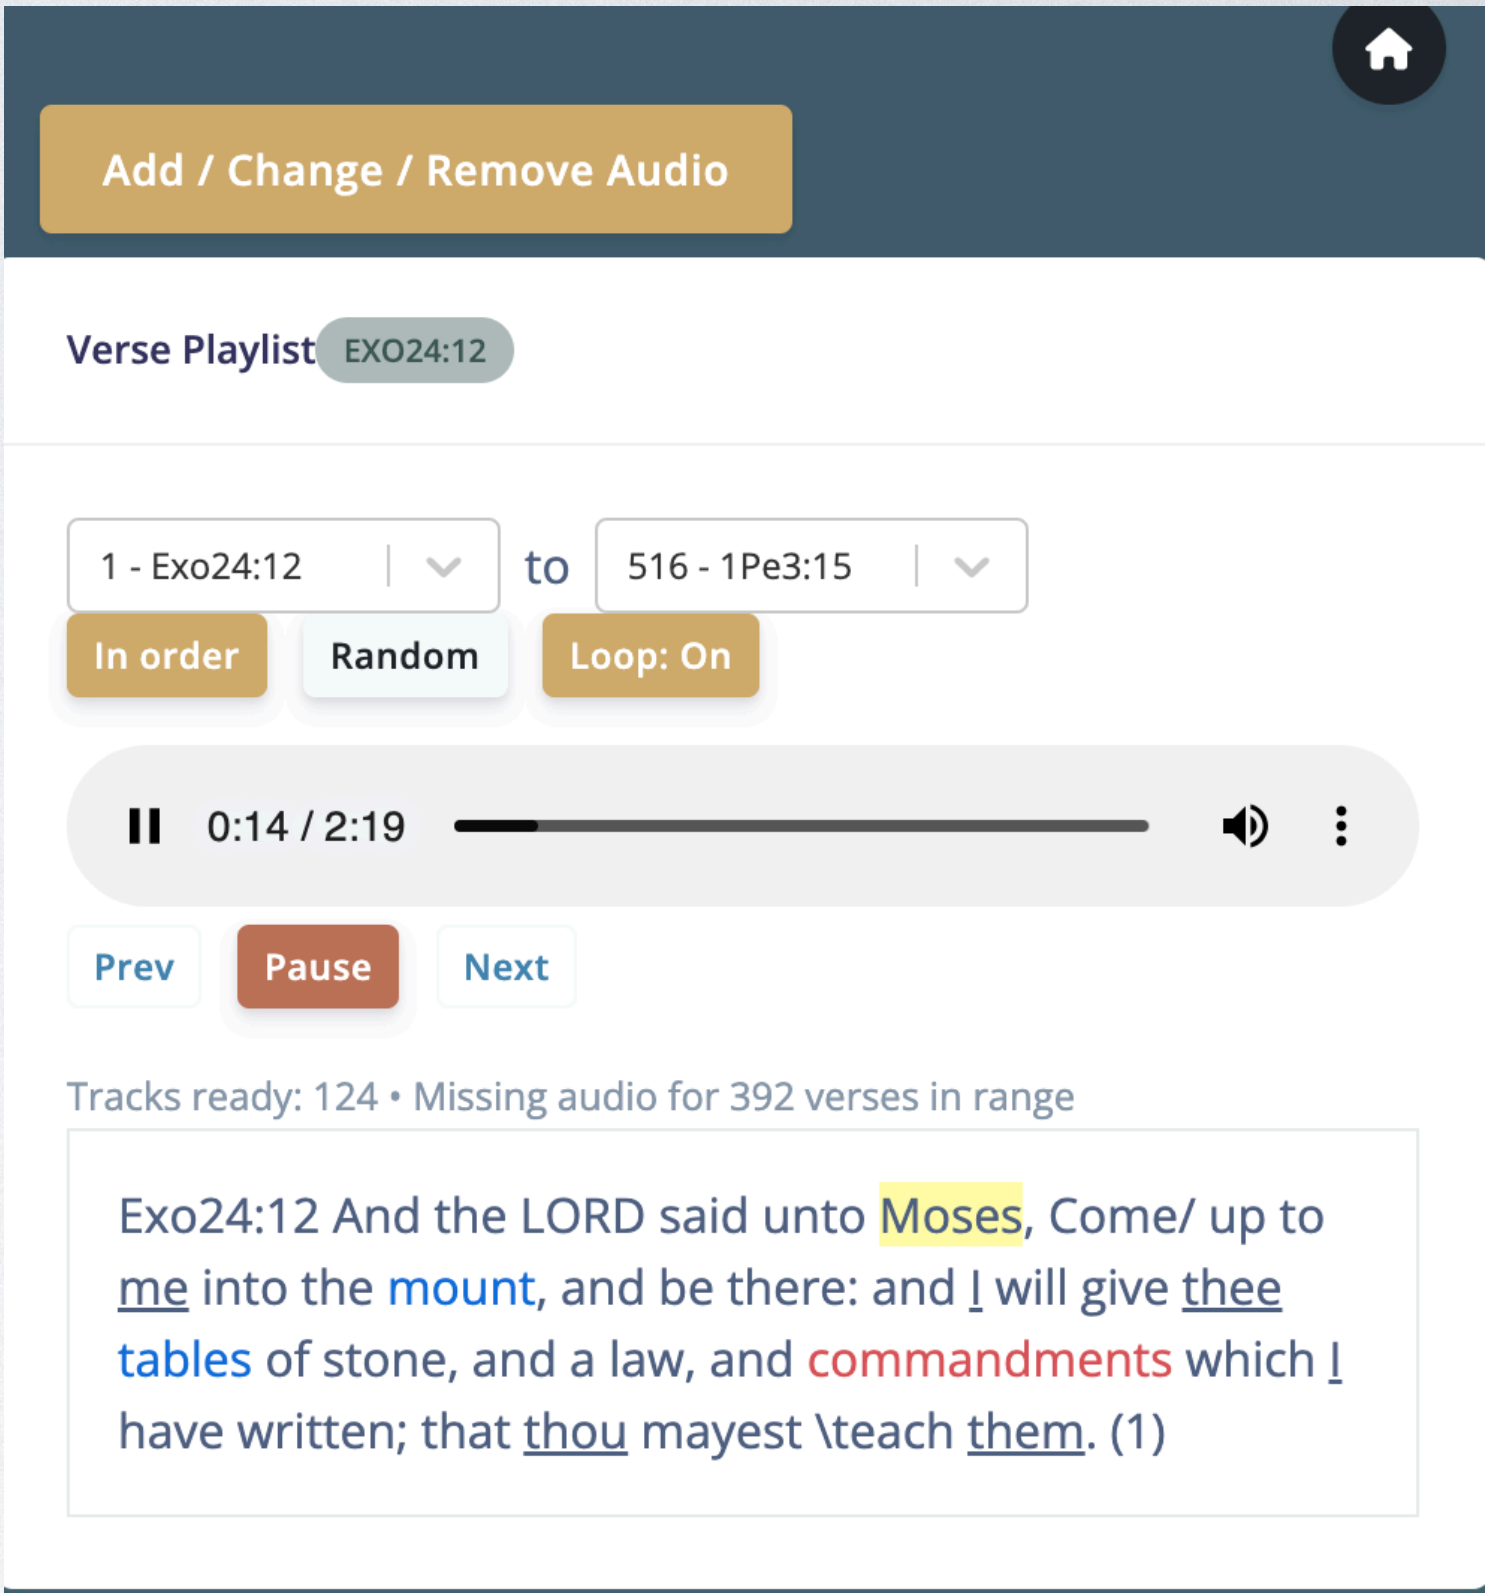 Add / Change / Remove Audio
Verse Playlist EXO24:12
1 - Exo24:12 to 516 - 1Pe3:15
In order Random Loop: On
0:14 / 2:19
Prev Pause Next
Tracks ready: 124 • Missing audio for 392 verses in range
Exo24:12 And the LORD said unto Moses, Come/ up to
me into the mount, and be there: and I will give thee
tables of stone, and a law, and commandments which I
have written; that thou mayest \teach them. (1)